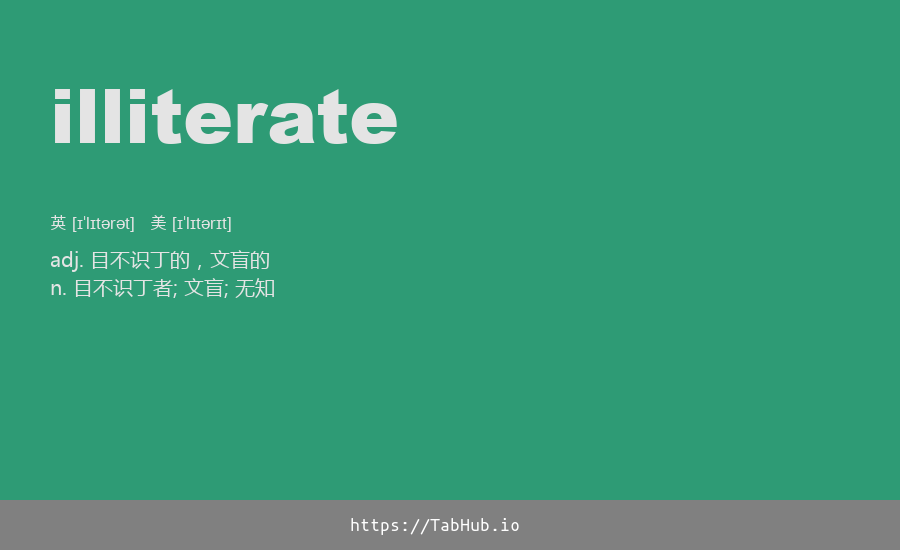 illiterate
英 [ɪ'lɪtərət] 美 [ɪ'lɪtərɪt]
adj. 目不识丁的，文盲的
n. 目不识丁者; 文盲; 无知
https://TabHub.io